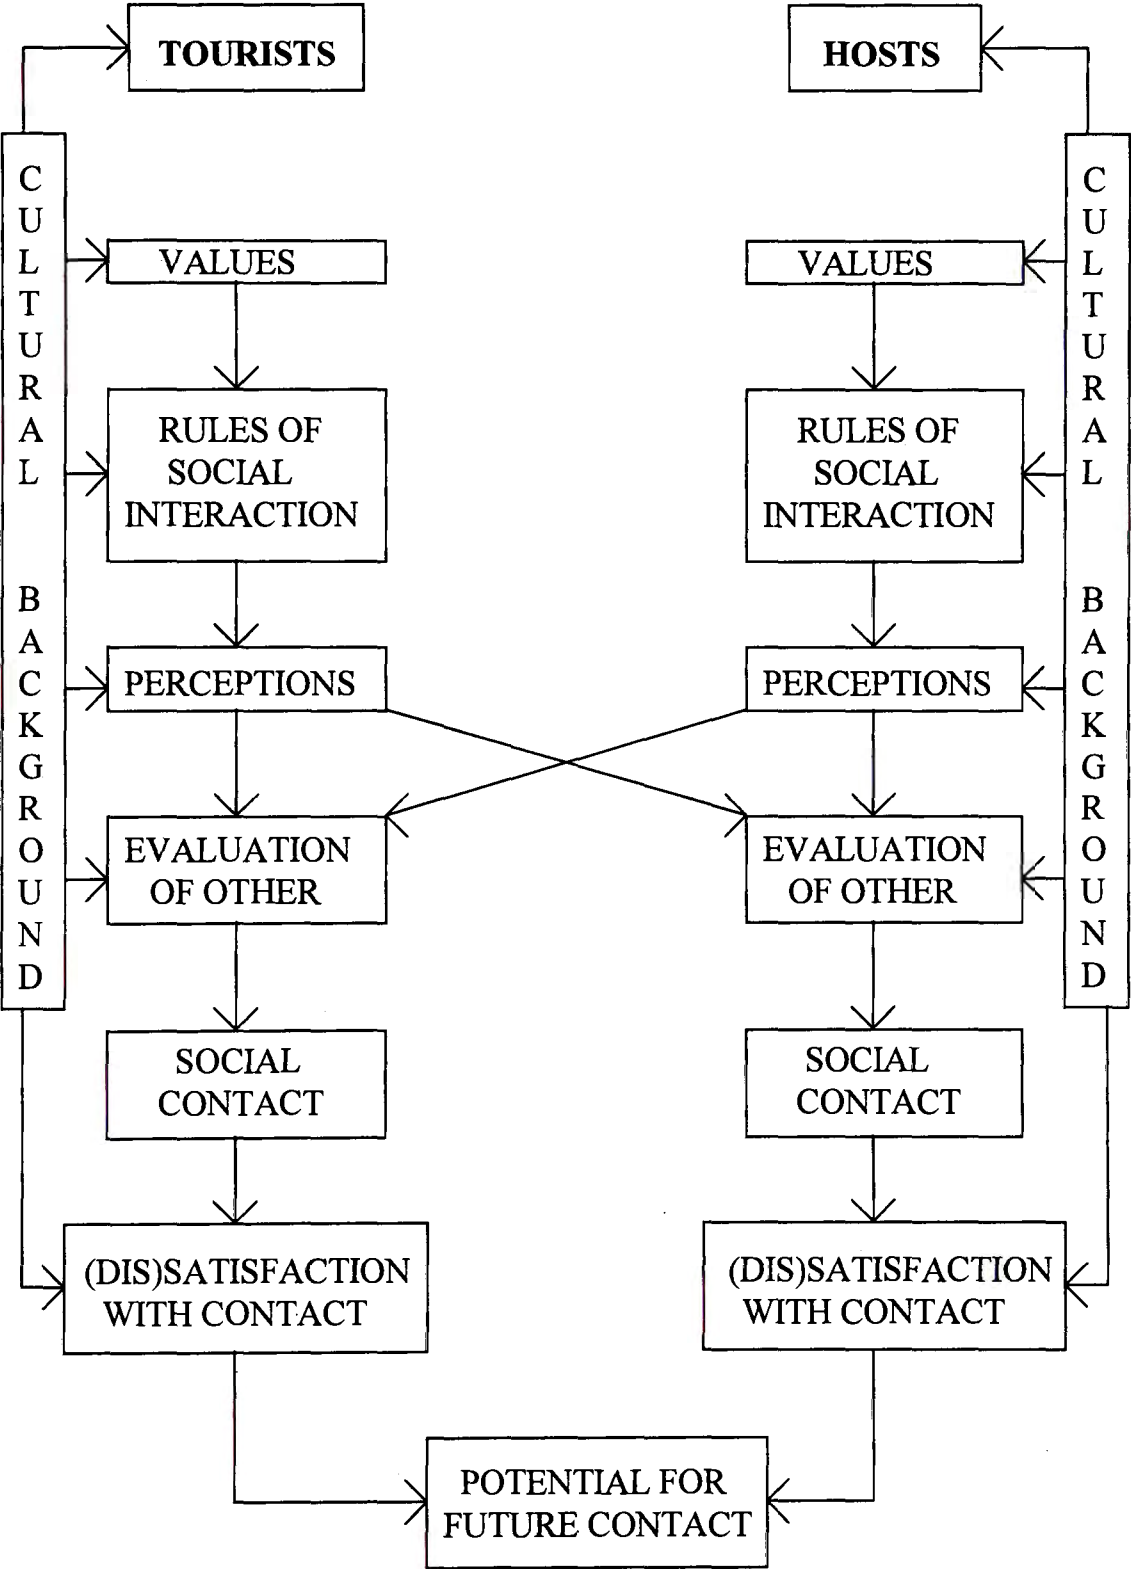 TOURISTS
HOSTS
CULTURAL BACKGROUND
VALUES
RULES OF
SOCIAL
INTERACTION
PERCEPTIONS
EVALUATION
OF OTHER
SOCIAL
CONTACT
(DIS)SATISFACTION
WITH CONTACT
VALUES
RULES OF
SOCIAL
INTERACTION
PERCEPTIONS
EVALUATION
OF OTHER
SOCIAL
CONTACT
(DIS)SATISFACTION
WITH CONTACT
CULTURAL BACKGROUND
POTENTIAL FOR
FUTURE CONTACT